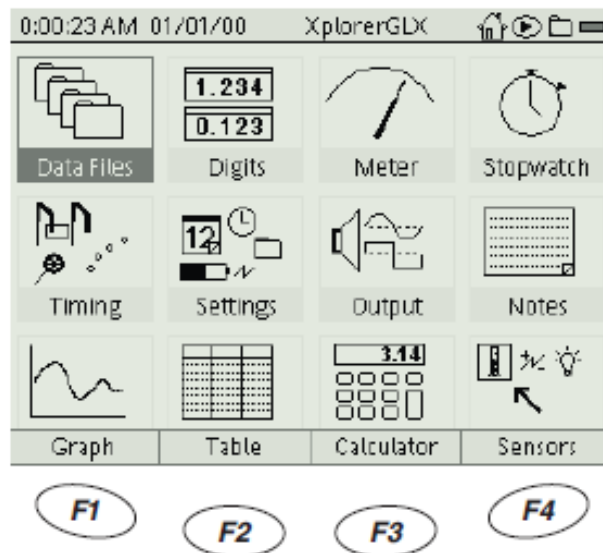 0:00:23 AM 01/01/00 XplorerGLX
1.234
0.123
Data Files Digits Meter Stopwatch
12
Timing Settings Output Notes
3.14
Graph Table Calculator Sensors
F1 F2 F3 F4